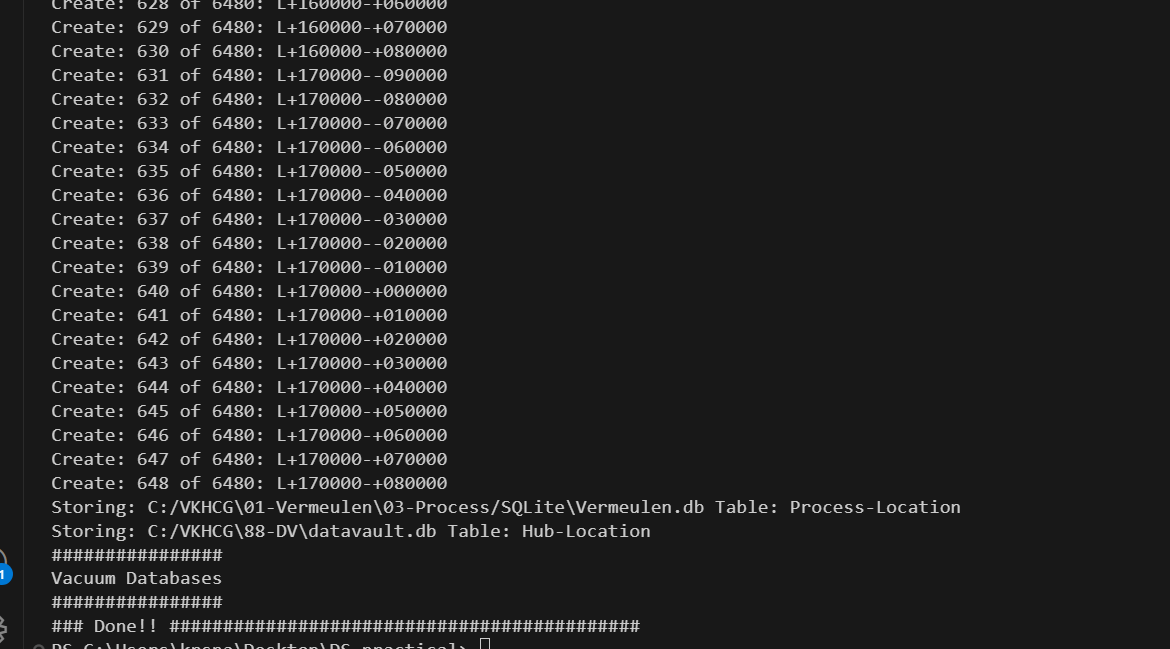 Create: 628 of 6480: L+160000-+060000
Create: 629 of 6480: L+160000-+070000
Create: 630 of 6480: L+160000-+080000
Create: 631 of 6480: L+170000--090000
Create: 632 of 6480: L+170000--080000
Create: 633 of 6480: L+170000--070000
Create: 634 of 6480: L+170000--060000
Create: 635 of 6480: L+170000--050000
Create: 636 of 6480: L+170000--040000
Create: 637 of 6480: L+170000--030000
Create: 638 of 6480: L+170000--020000
Create: 639 of 6480: L+170000--010000
Create: 640 of 6480: L+170000-+000000
Create: 641 of 6480: L+170000-+010000
Create: 642 of 6480: L+170000-+020000
Create: 643 of 6480: L+170000-+030000
Create: 644 of 6480: L+170000-+040000
Create: 645 of 6480: L+170000-+050000
Create: 646 of 6480: L+170000-+060000
Create: 647 of 6480: L+170000-+070000
Create: 648 of 6480: L+170000-+080000
Storing: C:/VKHCG\01-Vermeulen\03-Process/SQLite\Vermeulen.db Table: Process-Location
Storing: C:/VKHCG\88-DV\datavault.db Table: Hub-Location
################
Vacuum Databases
################
### Done!! ############################################
1